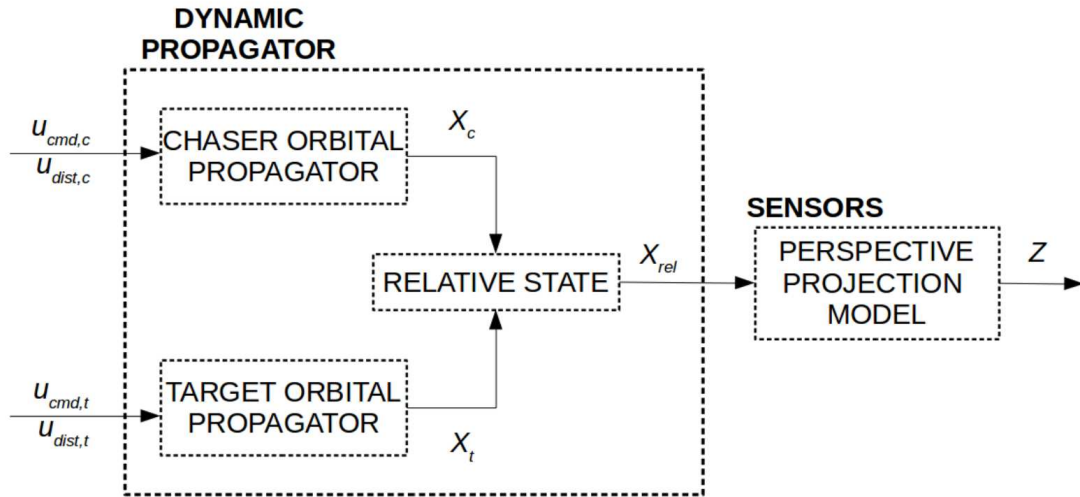 DYNAMIC
PROPAGATOR
u_cmd,c
u_dist,c
CHASER ORBITAL
PROPAGATOR
X_c
RELATIVE STATE
X_rel
SENSORS
PERSPECTIVE
PROJECTION
MODEL
Z
u_cmd,t
u_dist,t
TARGET ORBITAL
PROPAGATOR
X_t